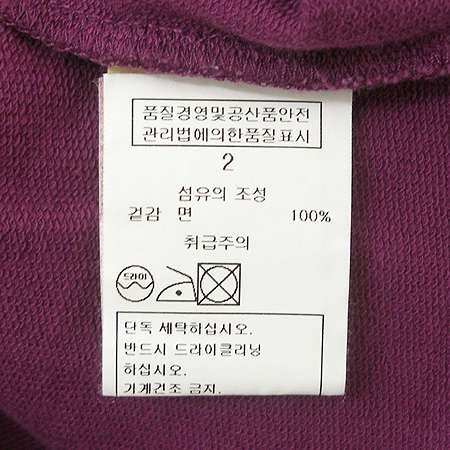 품질경영및공산품안전
관리법에의한품질표시
2
섬유의 조성
겉감 면 100%
취급주의
드라이
단독 세탁하십시오.
반드시 드라이클리닝
하십시오.
기계건조 금지.